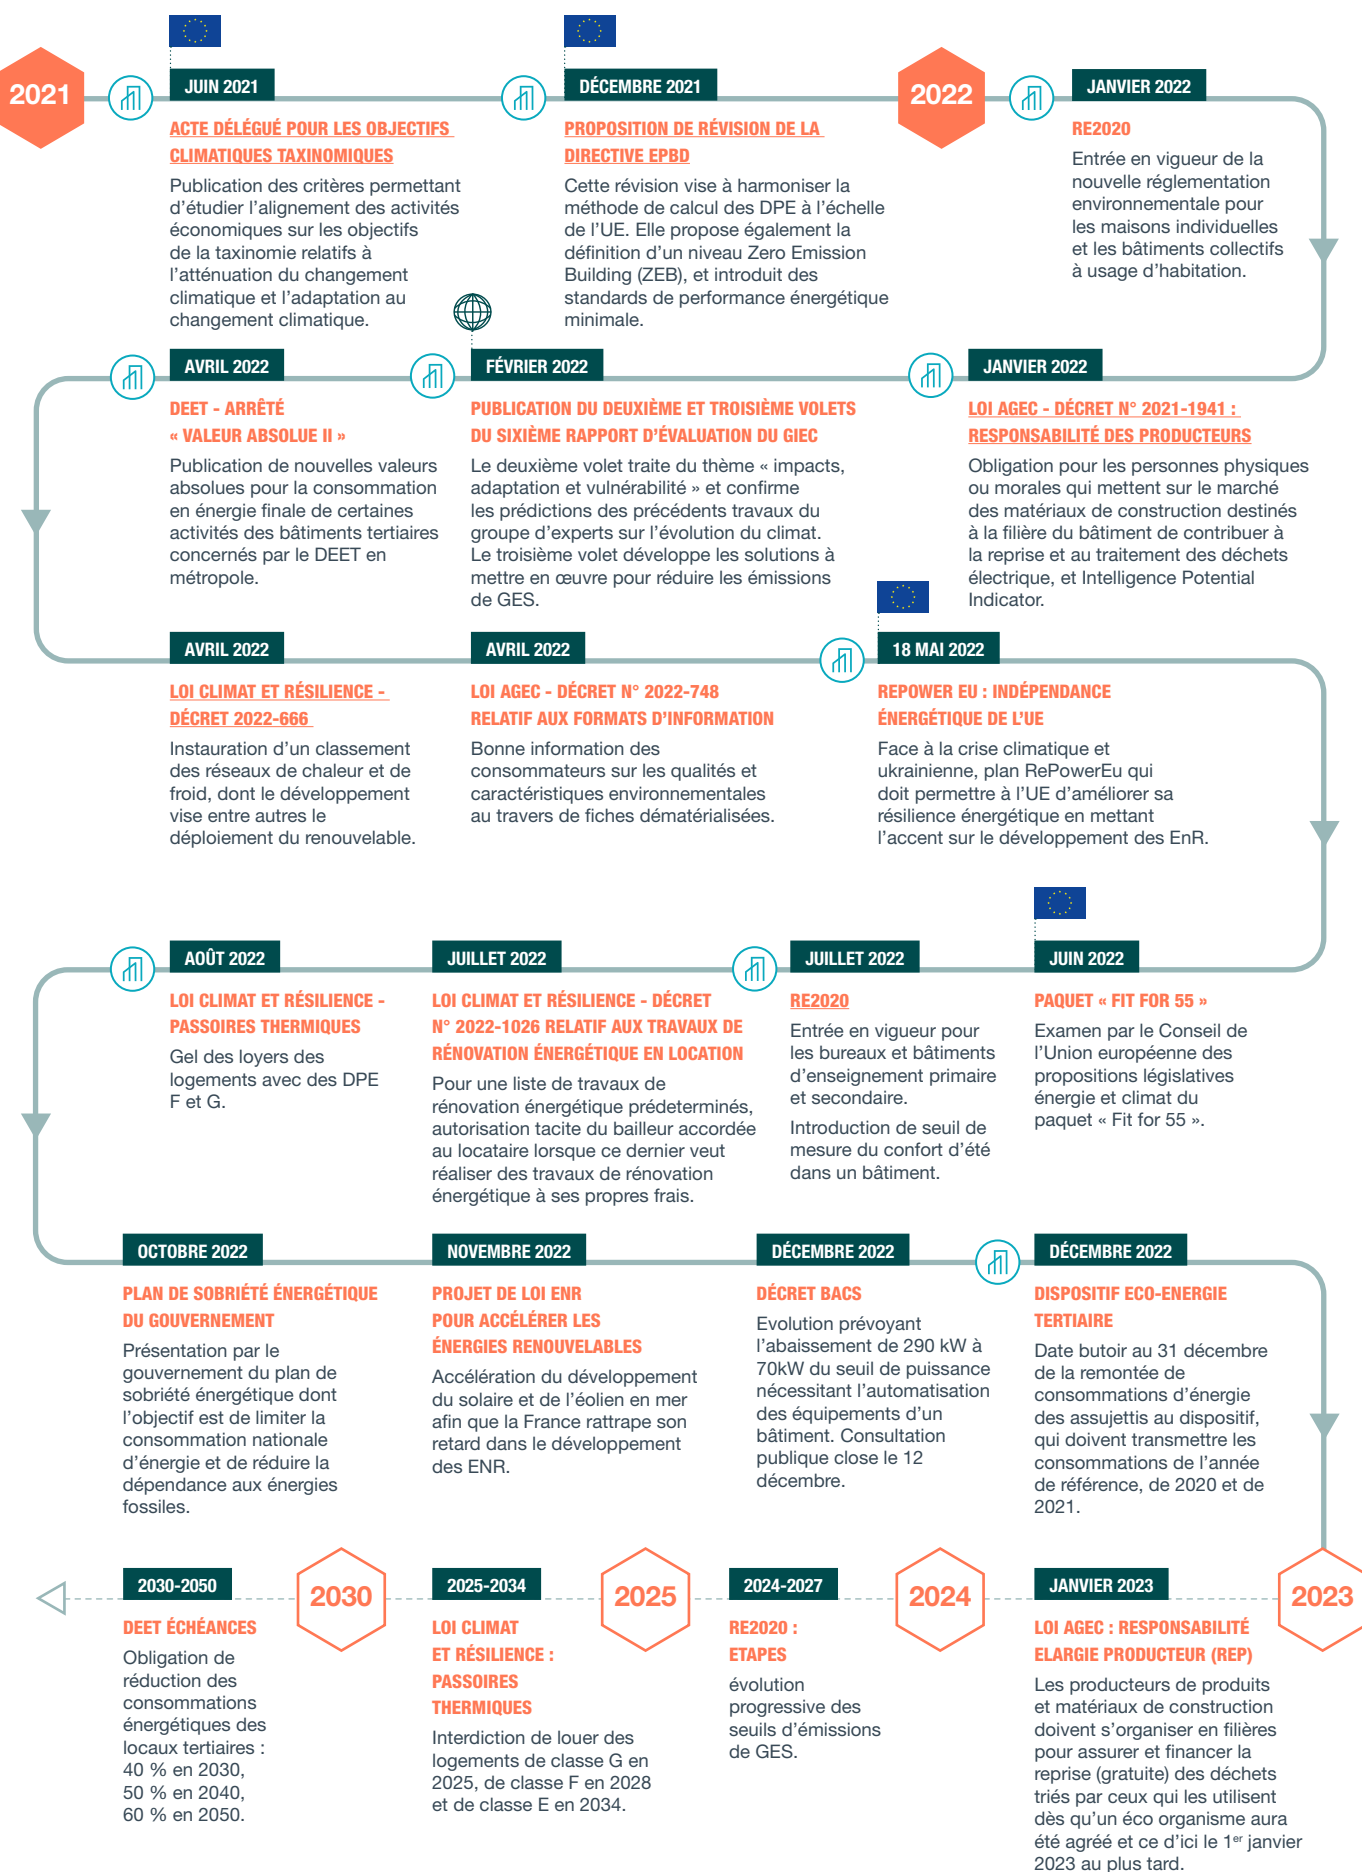 2021
JUIN 2021
ACTE DÉLÉGUÉ POUR LES OBJECTIFS
CLIMATIQUES TAXINOMIQUES
Publication des critères permettant
d’étudier l’alignement des activités
économiques sur les objectifs
de la taxinomie relatifs à
l’atténuation du changement
climatique et l’adaptation au
changement climatique.
DÉCEMBRE 2021
PROPOSITION DE RÉVISION DE LA
DIRECTIVE EPBD
Cette révision vise à harmoniser la
méthode de calcul des DPE à l’échelle
de l’UE. Elle propose également la
définition d’un niveau Zero Emission
Building (ZEB), et introduit des
standards de performance énergétique
minimale.
2022
JANVIER 2022
RE2020
Entrée en vigueur de la
nouvelle réglementation
environnementale pour
les maisons individuelles
et les bâtiments collectifs
à usage d’habitation.
JANVIER 2022
LOI AGEC - DÉCRET N° 2021-1941 :
RESPONSABILITÉ DES PRODUCTEURS
Obligation pour les personnes physiques
ou morales qui mettent sur le marché
des matériaux de construction destinés
à la filière du bâtiment de contribuer à
la reprise et au traitement des déchets
électrique, et Intelligence Potential
Indicator.
FÉVRIER 2022
PUBLICATION DU DEUXIÈME ET TROISIÈME VOLETS
DU SIXIÈME RAPPORT D’ÉVALUATION DU GIEC
Le deuxième volet traite du thème « impacts,
adaptation et vulnérabilité » et confirme
les prédictions des précédents travaux du
groupe d’experts sur l’évolution du climat.
Le troisième volet développe les solutions à
mettre en œuvre pour réduire les émissions
de GES.
AVRIL 2022
DEET - ARRÊTÉ
« VALEUR ABSOLUE II »
Publication de nouvelles valeurs
absolues pour la consommation
en énergie finale de certaines
activités des bâtiments tertiaires
concernés par le DEET en
métropole.
AVRIL 2022
LOI CLIMAT ET RÉSILIENCE -
DÉCRET 2022-666
Instauration d’un classement
des réseaux de chaleur et de
froid, dont le développement
vise entre autres le
déploiement du renouvelable.
AVRIL 2022
LOI AGEC - DÉCRET N° 2022-748
RELATIF AUX FORMATS D’INFORMATION
Bonne information des
consommateurs sur les qualités et
caractéristiques environnementales
au travers de fiches dématérialisées.
18 MAI 2022
REPOWER EU : INDÉPENDANCE
ÉNERGÉTIQUE DE L’UE
Face à la crise climatique et
ukrainienne, plan RePowerEu qui
doit permettre à l’UE d’améliorer sa
résilience énergétique en mettant
l’accent sur le développement des EnR.
JUIN 2022
PAQUET « FIT FOR 55 »
Examen par le Conseil de
l’Union européenne des
propositions législatives
énergie et climat du
paquet « Fit for 55 ».
JUILLET 2022
RE2020
Entrée en vigueur pour
les bureaux et bâtiments
d’enseignement primaire
et secondaire.
Introduction de seuil de
mesure du confort d’été
dans un bâtiment.
JUILLET 2022
LOI CLIMAT ET RÉSILIENCE - DÉCRET
N° 2022-1026 RELATIF AUX TRAVAUX DE
RÉNOVATION ÉNERGÉTIQUE EN LOCATION
Pour une liste de travaux de
rénovation énergétique prédeterminés,
autorisation tacite du bailleur accordée
au locataire lorsque ce dernier veut
réaliser des travaux de rénovation
énergétique à ses propres frais.
AOÛT 2022
LOI CLIMAT ET RÉSILIENCE -
PASSOIRES THERMIQUES
Gel des loyers des
logements avec des DPE
F et G.
OCTOBRE 2022
PLAN DE SOBRIÉTÉ ÉNERGÉTIQUE
DU GOUVERNEMENT
Présentation par le
gouvernement du plan de
sobriété énergétique dont
l’objectif est de limiter la
consommation nationale
d’énergie et de réduire la
dépendance aux énergies
fossiles.
NOVEMBRE 2022
PROJET DE LOI ENR
POUR ACCÉLÉRER LES
ÉNERGIES RENOUVELABLES
Accélération du développement
du solaire et de l’éolien en mer
afin que la France rattrape son
retard dans le développement
des ENR.
DÉCEMBRE 2022
DÉCRET BACS
Evolution prévoyant
l’abaissement de 290 kW à
70kW du seuil de puissance
nécessitant l’automatisation
des équipements d’un
bâtiment. Consultation
publique close le 12
décembre.
DÉCEMBRE 2022
DISPOSITIF ECO-ENERGIE
TERTIAIRE
Date butoir au 31 décembre
de la remontée de
consommations d’énergie
des assujettis au dispositif,
qui doivent transmettre les
consommations de l’année
de référence, de 2020 et de
2021.
2023
JANVIER 2023
LOI AGEC : RESPONSABILITÉ
ELARGIE PRODUCTEUR (REP)
Les producteurs de produits
et matériaux de construction
doivent s’organiser en filières
pour assurer et financer la
reprise (gratuite) des déchets
triés par ceux qui les utilisent
dès qu’un éco organisme aura
été agréé et ce d’ici le 1er janvier
2023 au plus tard.
2024
2024-2027
RE2020 :
ETAPES
évolution
progressive des
seuils d’émissions
de GES.
2025
2025-2034
LOI CLIMAT
ET RÉSILIENCE :
PASSOIRES
THERMIQUES
Interdiction de louer des
logements de classe G en
2025, de classe F en 2028
et de classe E en 2034.
2030
2030-2050
DEET ÉCHÉANCES
Obligation de
réduction des
consommations
énergétiques des
locaux tertiaires :
40 % en 2030,
50 % en 2040,
60 % en 2050.